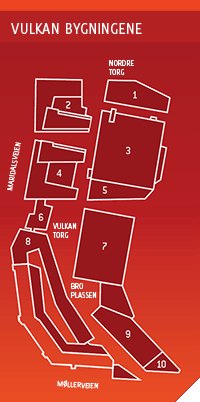 VULKAN BYGNINGENE
NORDRE
TORG
1
2
3
MARIDALSVEIEN
4
5
6
VULKAN
TORG
7
8
BRO
PLASSEN
9
10
MØLLERVEIEN